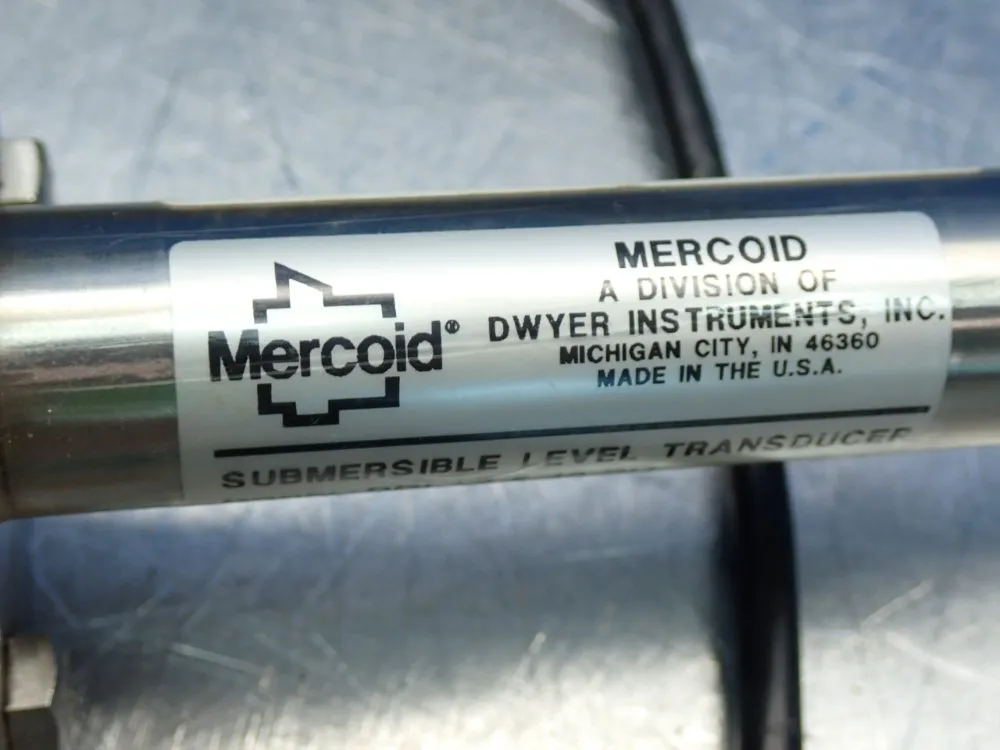 Mercoid®
MERCOID
A DIVISION OF
DWYER INSTRUMENTS, INC.
MICHIGAN CITY, IN 46360
MADE IN THE U.S.A.
SUBMERSIBLE LEVEL TRANSDUCER